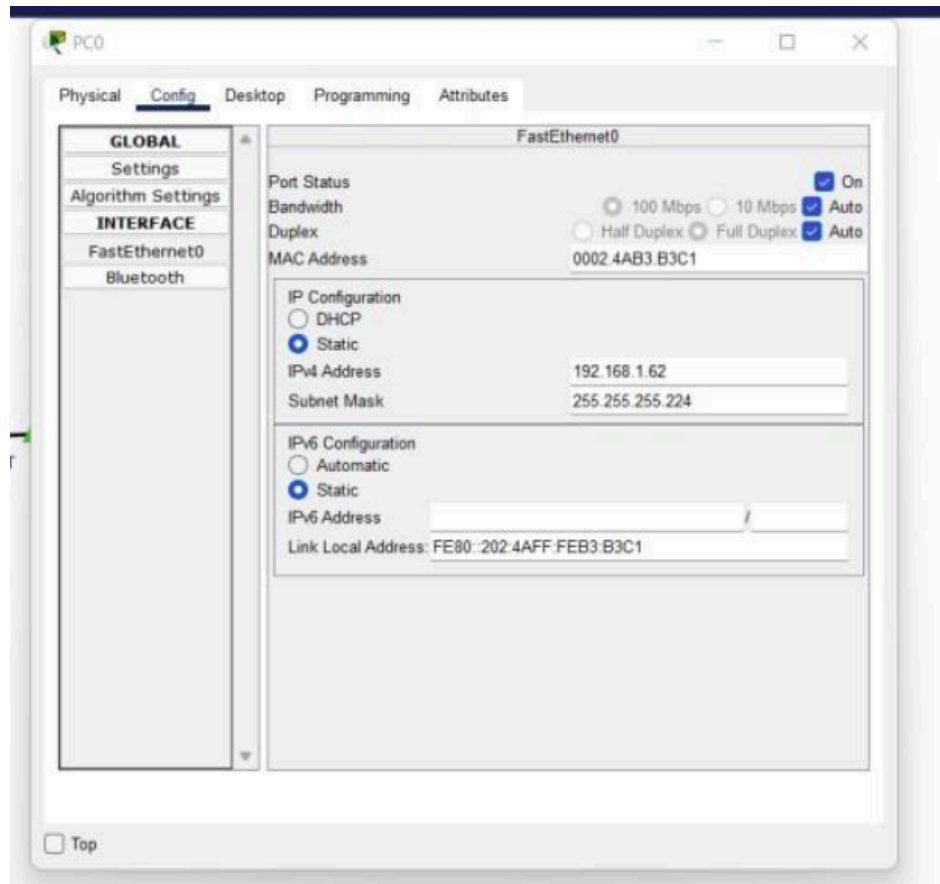 PC0
Physical Config Desktop Programming Attributes
GLOBAL
Settings
Algorithm Settings
INTERFACE
FastEthernet0
Bluetooth
FastEthernet0
Port Status On
Bandwidth 100 Mbps 10 Mbps Auto
Duplex Half Duplex Full Duplex Auto
MAC Address 0002.4AB3.B3C1
IP Configuration
DHCP
Static
IPv4 Address 192.168.1.62
Subnet Mask 255.255.255.224
IPv6 Configuration
Automatic
Static
IPv6 Address /
Link Local Address: FE80::202:4AFF:FEB3:B3C1
Top